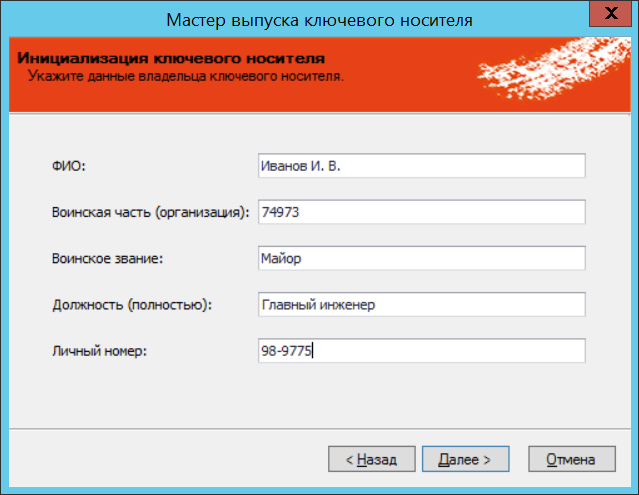 Мастер выпуска ключевого носителя
X
Инициализация ключевого носителя
Укажите данные владельца ключевого носителя.
ФИО: Иванов И. В.
Воинская часть (организация): 74973
Воинское звание: Майор
Должность (полностью): Главный инженер
Личный номер: 98-9775
< Назад Далее > Отмена